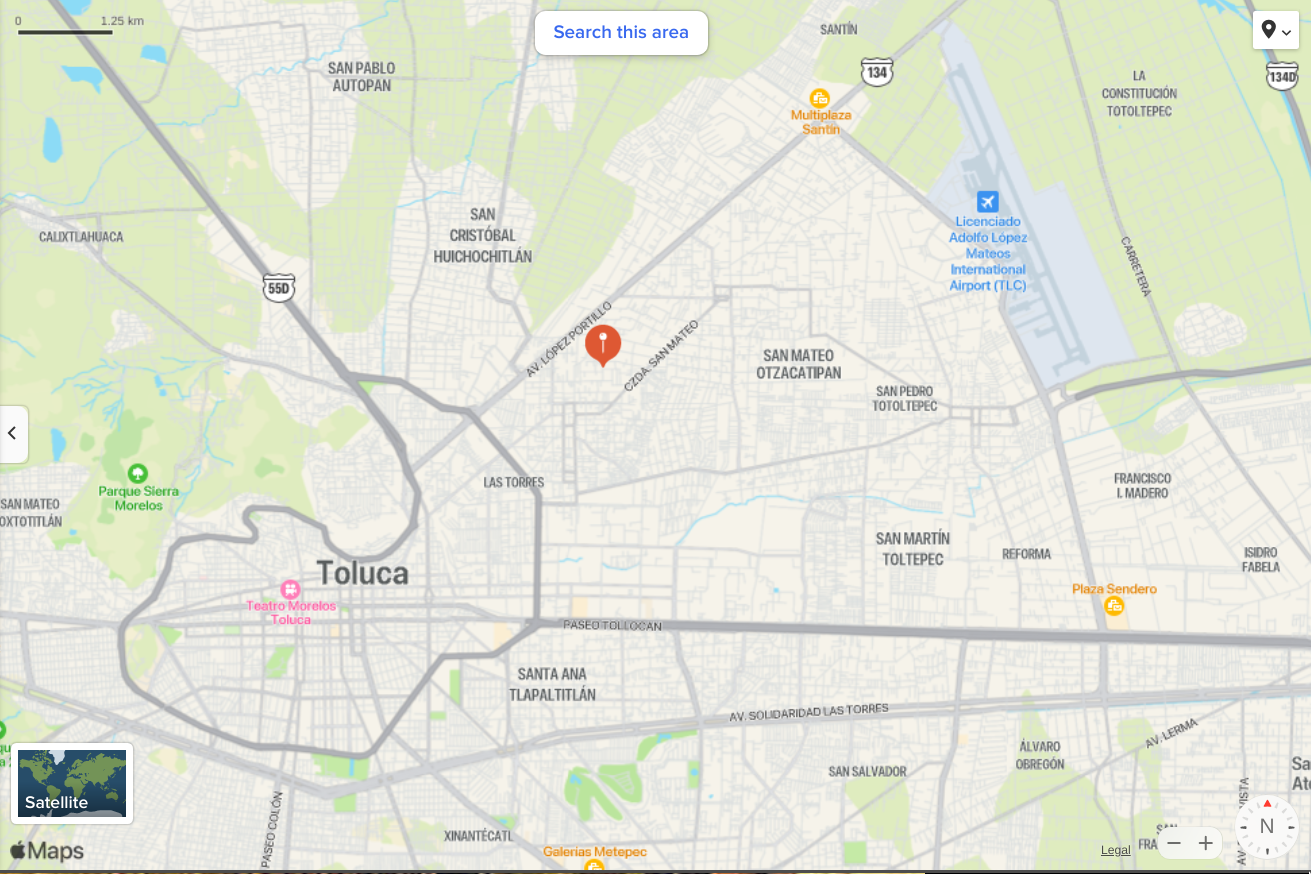 0 1.25 km
Search this area
SANTÍN
134
134D
SAN PABLO
AUTOPAN
LA
CONSTITUCIÓN
TOTOLTEPEC
Multiplaza
Santín
SAN
CRISTÓBAL
HUICHOCHITLÁN
CALIXTLAHUACA
Licenciado
Adolfo López
Mateos
International
Airport (TLC)
CARRETERA
55D
AV. LÓPEZ PORTILLO
CZDA. SAN MATEO
SAN MATEO
OTZACATIPAN
SAN PEDRO
TOTOLTEPEC
Parque Sierra
Morelos
LAS TORRES
FRANCISCO
I. MADERO
SAN MATEO
OXTOTITLÁN
SAN MARTÍN
TOLTEPEC
REFORMA
ISIDRO
FABELA
Toluca
Teatro Morelos
Toluca
Plaza Sendero
PASEO TOLLOCAN
SANTA ANA
TLAPALTITLÁN
AV. SOLIDARIDAD LAS TORRES
AV. LERMA
ÁLVARO
OBREGÓN
SAN SALVADOR
Satellite
PASEO COLÓN
XINANTÉCATL
Galerías Metepec
Maps
Legal
N